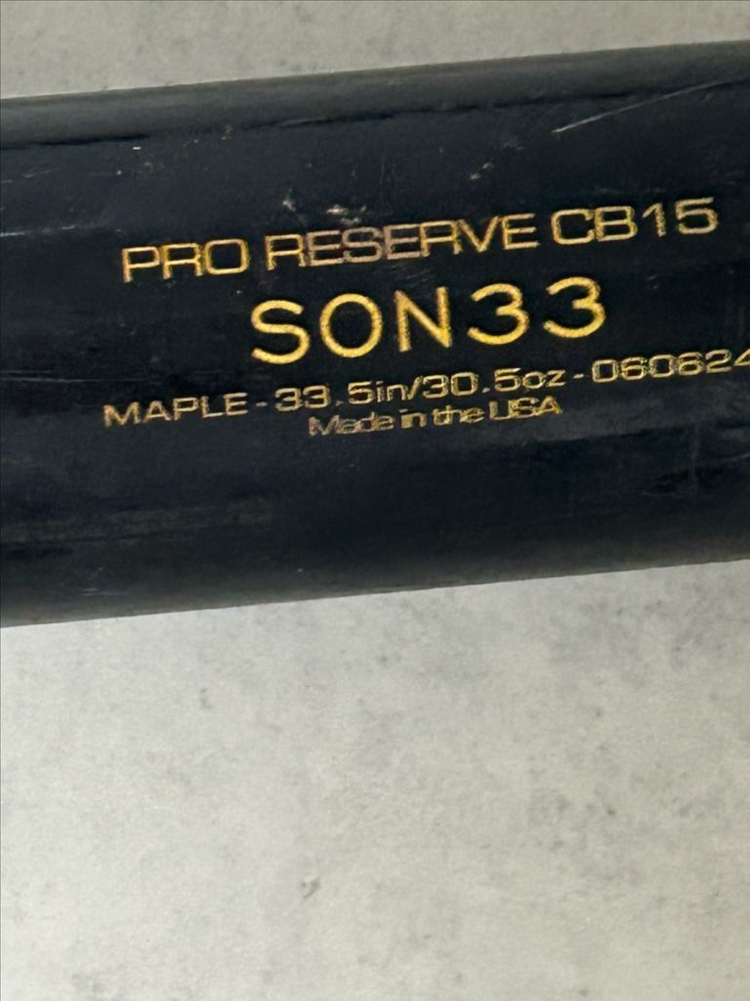 PRO RESERVE CB15
SON33
MAPLE - 33.5in/30.5oz - 060624
Made in the USA